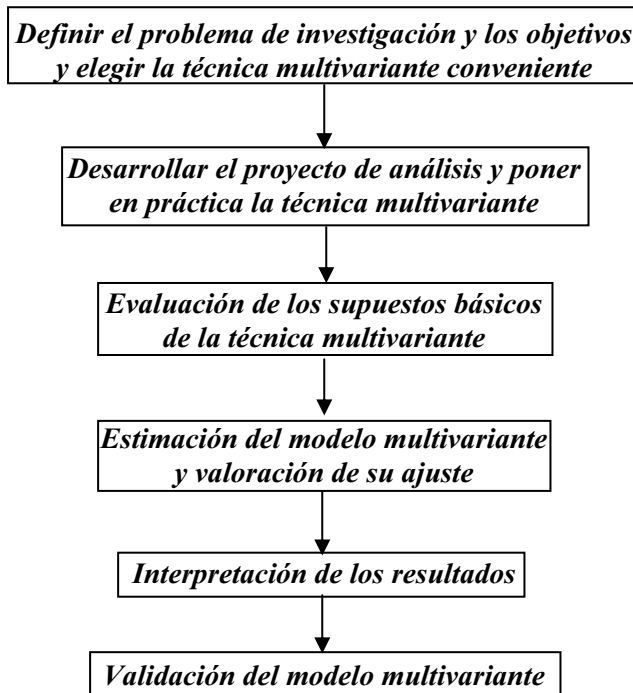 Definir el problema de investigación y los objetivos
y elegir la técnica multivariante conveniente
Desarrollar el proyecto de análisis y poner
en práctica la técnica multivariante
Evaluación de los supuestos básicos
de la técnica multivariante
Estimación del modelo multivariante
y valoración de su ajuste
Interpretación de los resultados
Validación del modelo multivariante